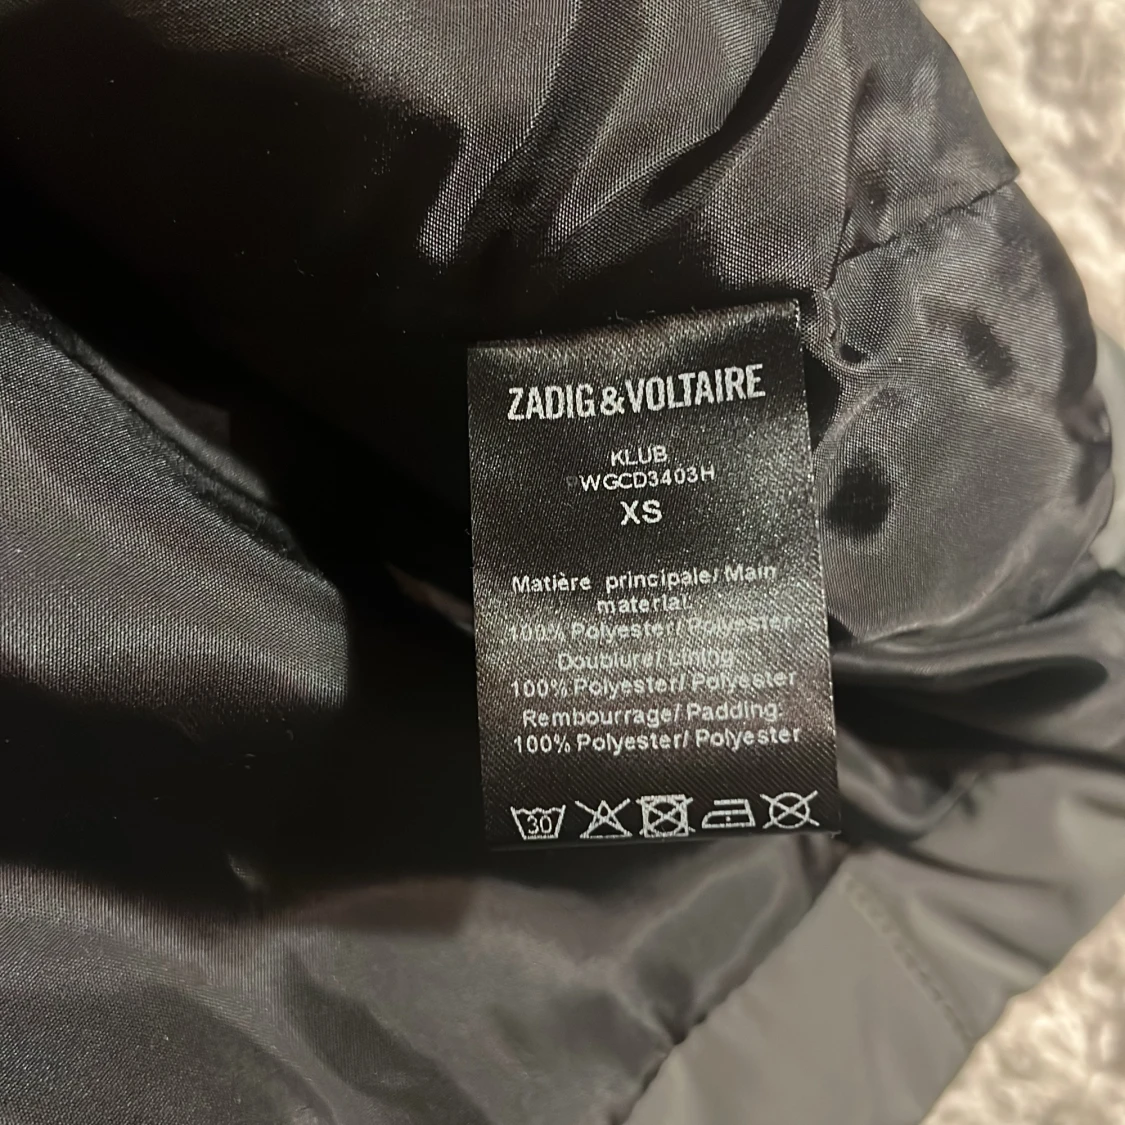 ZADIG&VOLTAIRE
KLUB
WGCD3403H
XS
Matière principale/ Main
material:
100% Polyester/ Polyester
Doublure/ Lining:
100% Polyester/ Polyester
Rembourrage/ Padding:
100% Polyester/ Polyester
30